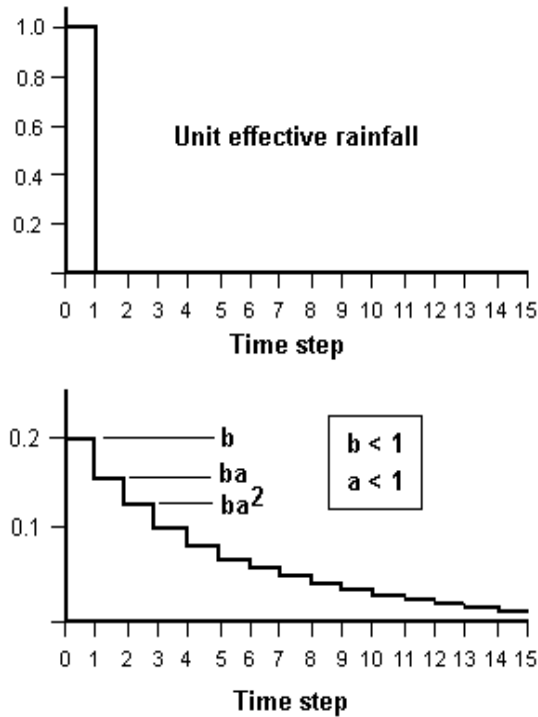 1.0
0.8
0.6
Unit effective rainfall
0.4
0.2
0 1 2 3 4 5 6 7 8 9 10 11 12 13 14 15
Time step
0.2
b
b < 1
ba
a < 1
ba²
0.1
0 1 2 3 4 5 6 7 8 9 10 11 12 13 14 15
Time step